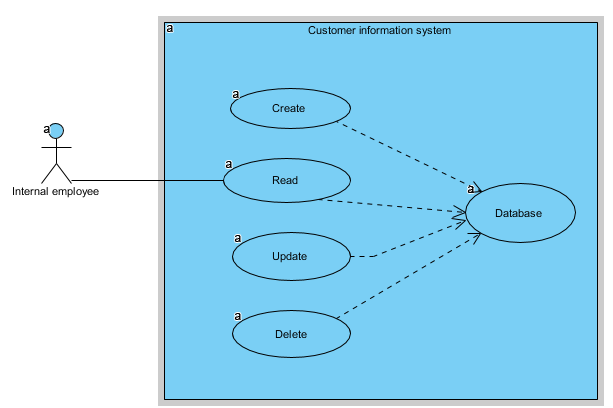 a
Customer information system
a
Create
a
Internal employee
a
Read
a
Database
a
Update
a
Delete